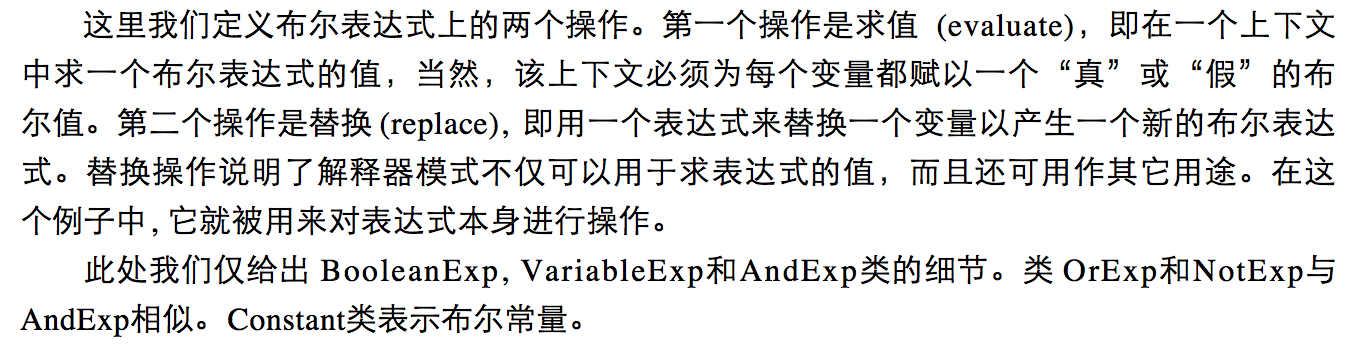 这里我们定义布尔表达式上的两个操作。第一个操作是求值 (evaluate)，即在一个上下文
中求一个布尔表达式的值，当然，该上下文必须为每个变量都赋以一个“真”或“假”的布
尔值。第二个操作是替换 (replace), 即用一个表达式来替换一个变量以产生一个新的布尔表达
式。替换操作说明了解释器模式不仅可以用于求表达式的值，而且还可用作其它用途。在这
个例子中, 它就被用来对表达式本身进行操作。
此处我们仅给出 BooleanExp, VariableExp和AndExp类的细节。类 OrExp和NotExp与
AndExp相似。Constant类表示布尔常量。